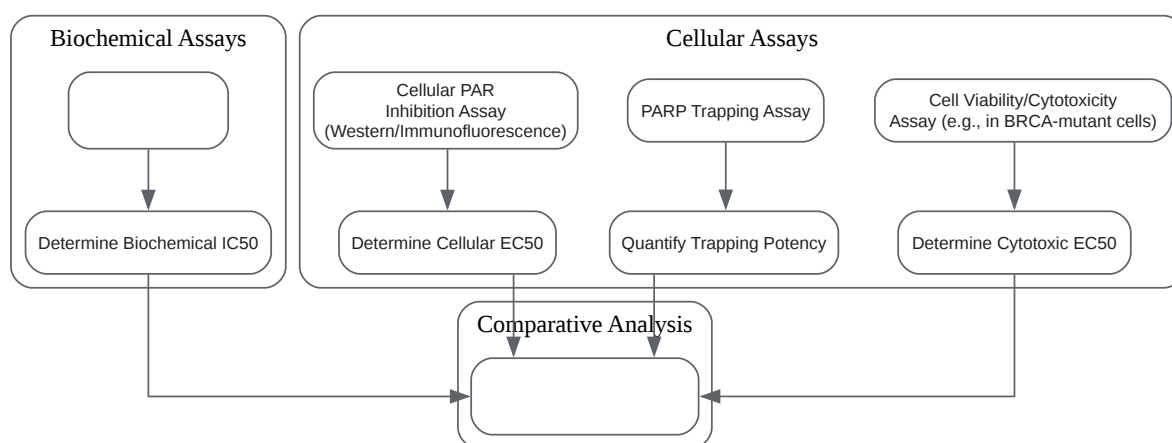 Biochemical Assays
Cellular Assays
Cellular PAR
Inhibition Assay
(Western/Immunofluorescence)
PARP Trapping Assay
Cell Viability/Cytotoxicity
Assay (e.g., in BRCA-mutant cells)
Determine Biochemical IC50
Determine Cellular EC50
Quantify Trapping Potency
Determine Cytotoxic EC50
Comparative Analysis